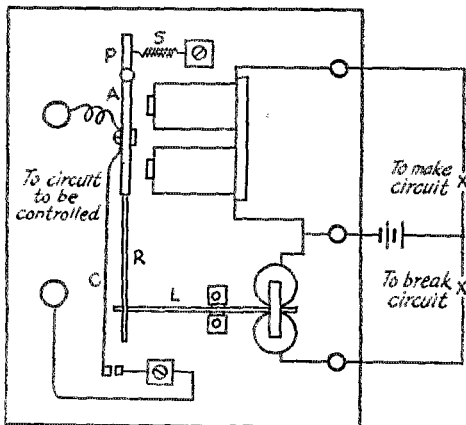 S
P
A
To circuit
to be
controlled
R
C
L
To make
circuit X
To break
circuit X